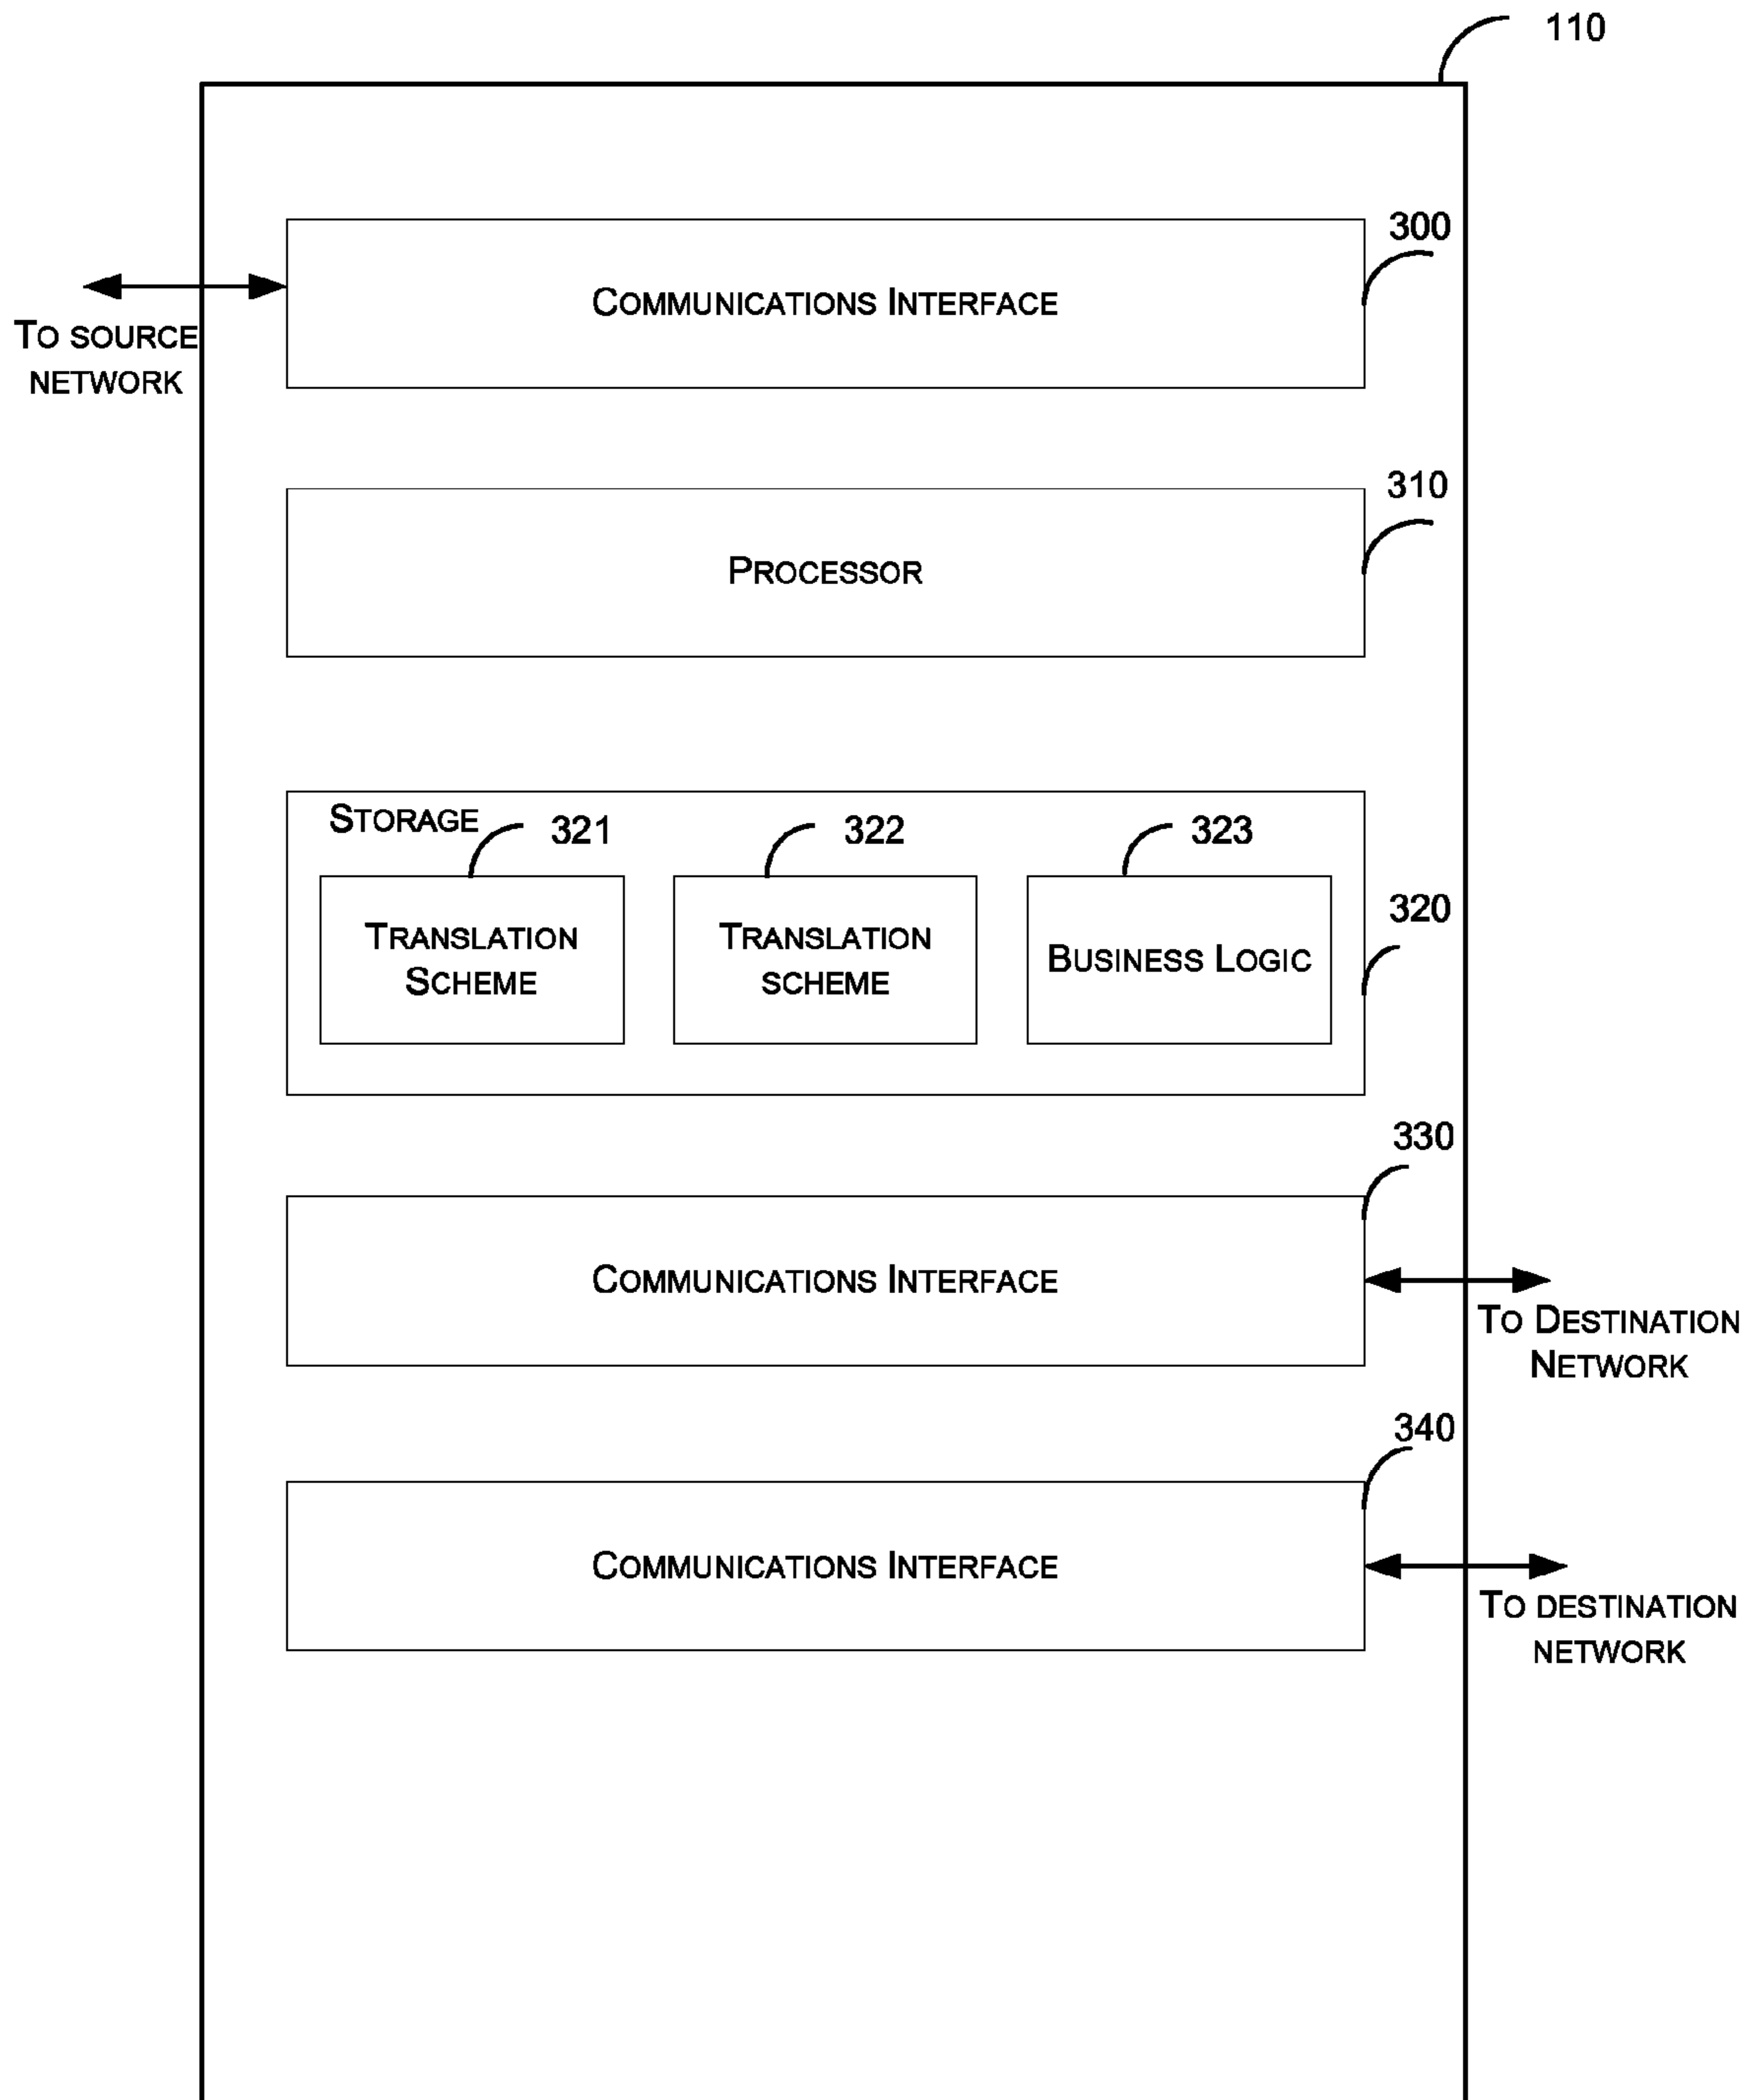 110
300
COMMUNICATIONS INTERFACE
TO SOURCE
NETWORK
310
PROCESSOR
STORAGE
321
322
323
TRANSLATION
SCHEME
TRANSLATION
SCHEME
BUSINESS LOGIC
320
330
COMMUNICATIONS INTERFACE
TO DESTINATION
NETWORK
340
COMMUNICATIONS INTERFACE
TO DESTINATION
NETWORK